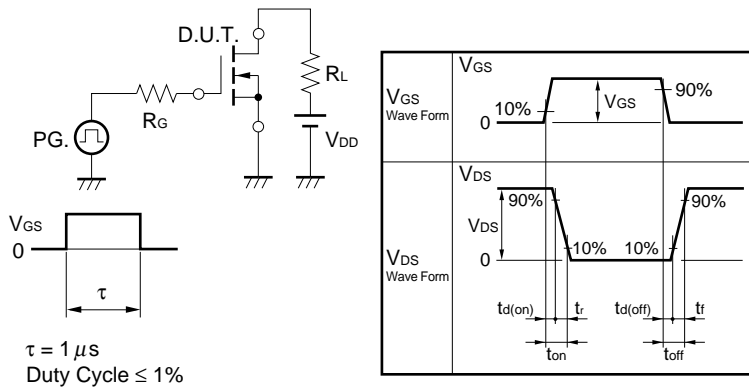 D.U.T.
RL
RG
PG.
VDD
VGS
0
τ
τ = 1 μs
Duty Cycle ≤ 1%
VGS
Wave Form
VGS
10%
VGS
90%
0
VDS
Wave Form
VDS
90%
VDS
10%
10%
90%
0
td(on)
tr
td(off)
tf
ton
toff